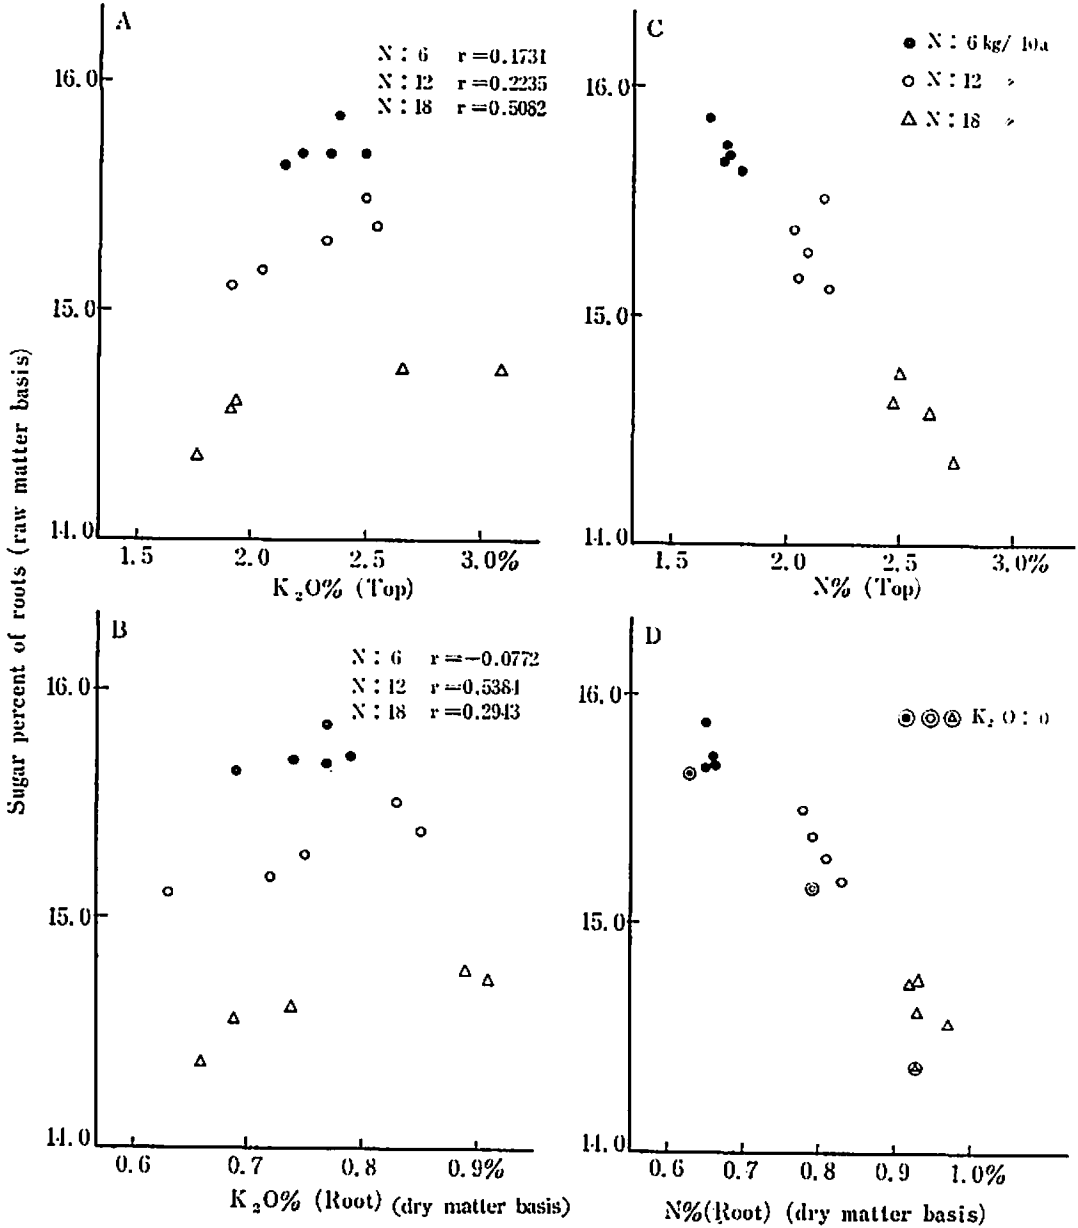 A
N : 6 r=0.1731
N : 12 r=0.2235
N : 18 r=0.5082
16.0
15.0
14.0
1.5 2.0 2.5 3.0%
K₂O% (Top)
C
● N : 6 kg/10a
○ N : 12 〃
△ N : 18 〃
16.0
15.0
14.0
1.5 2.0 2.5 3.0%
N% (Top)
Sugar percent of roots (raw matter basis)
B
N : 6 r=-0.0772
N : 12 r=0.5384
N : 18 r=0.2943
16.0
15.0
14.0
0.6 0.7 0.8 0.9%
K₂O% (Root) (dry matter basis)
D
K₂O : 0
16.0
15.0
14.0
0.6 0.7 0.8 0.9 1.0%
N% (Root) (dry matter basis)